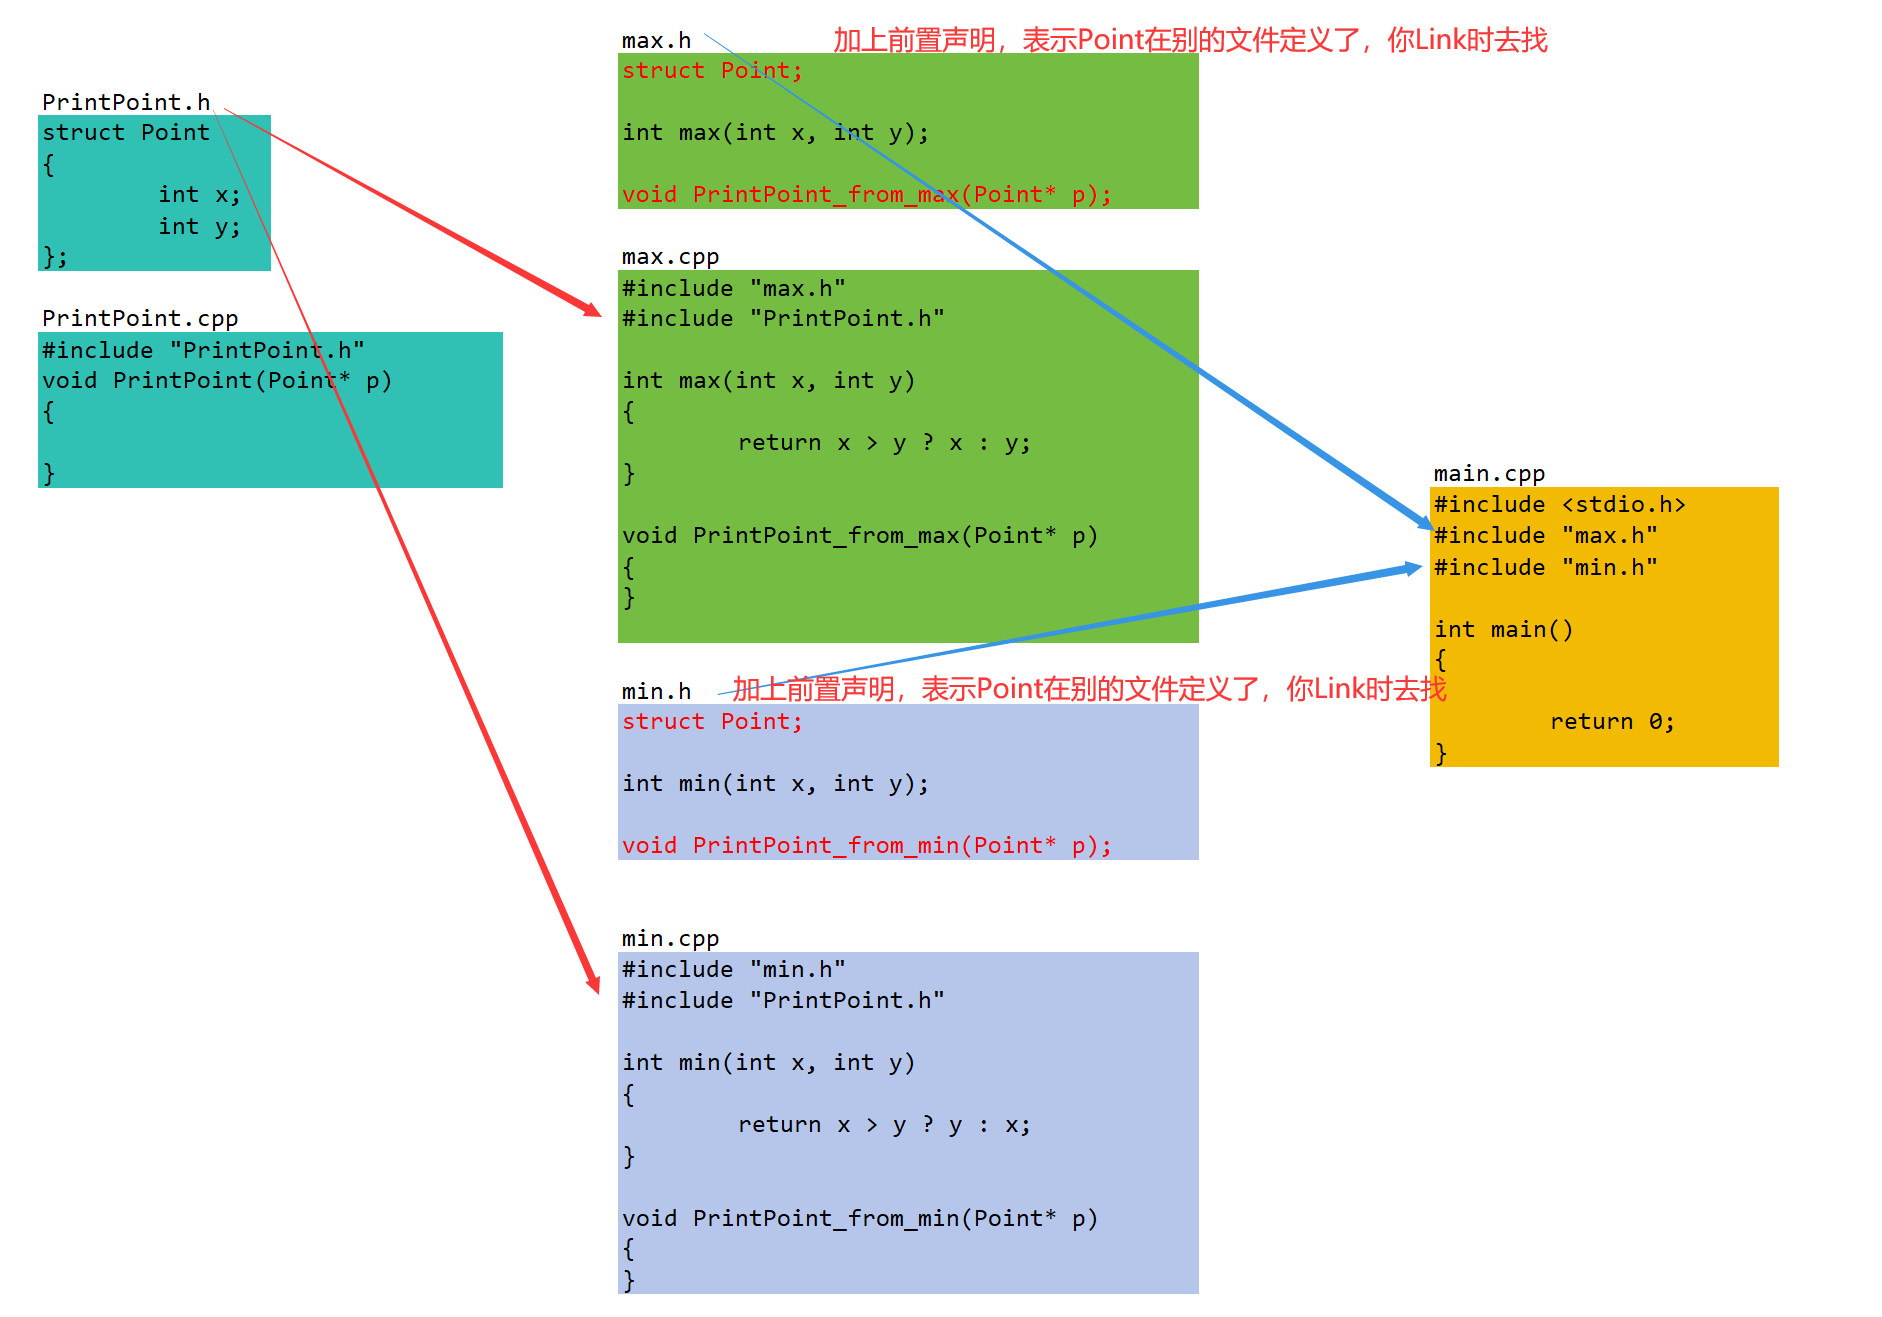 PrintPoint.h
struct Point
{
int x;
int y;
};
PrintPoint.cpp
#include "PrintPoint.h"
void PrintPoint(Point* p)
{
}
max.h
加上前置声明，表示Point在别的文件定义了，你Link时去找
struct Point;
int max(int x, int y);
void PrintPoint_from_max(Point* p);
max.cpp
#include "max.h"
#include "PrintPoint.h"
int max(int x, int y)
{
return x > y ? x : y;
}
void PrintPoint_from_max(Point* p)
{
}
min.h
加上前置声明，表示Point在别的文件定义了，你Link时去找
struct Point;
int min(int x, int y);
void PrintPoint_from_min(Point* p);
min.cpp
#include "min.h"
#include "PrintPoint.h"
int min(int x, int y)
{
return x > y ? y : x;
}
void PrintPoint_from_min(Point* p)
{
}
main.cpp
#include <stdio.h>
#include "max.h"
#include "min.h"
int main()
{
return 0;
}